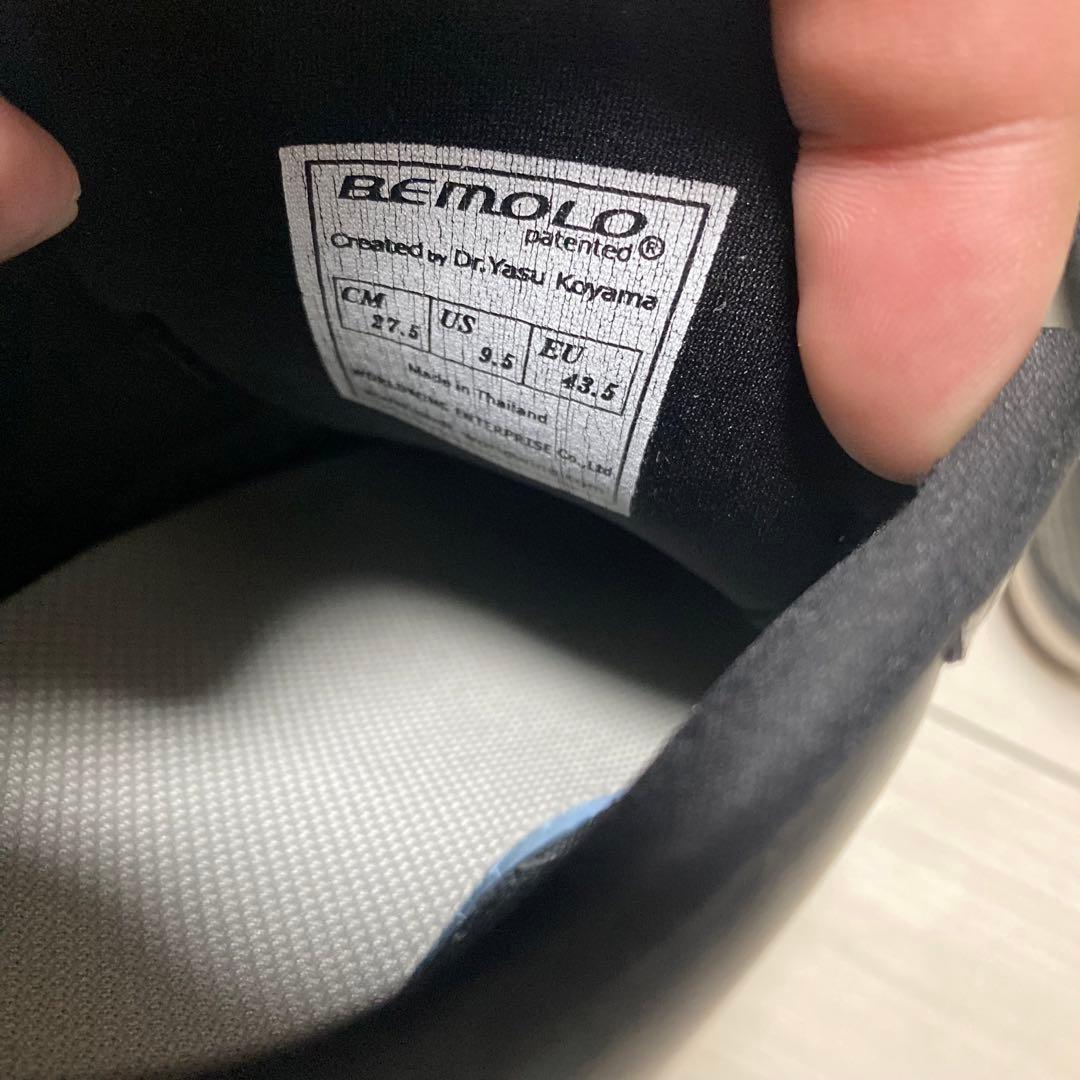 BEMOLO
patented®
Created by Dr.Yasu Koyama
CM US EU
27.5 9.5 43.5
Made in Thailand
ENTERPRISE Co.,Ltd